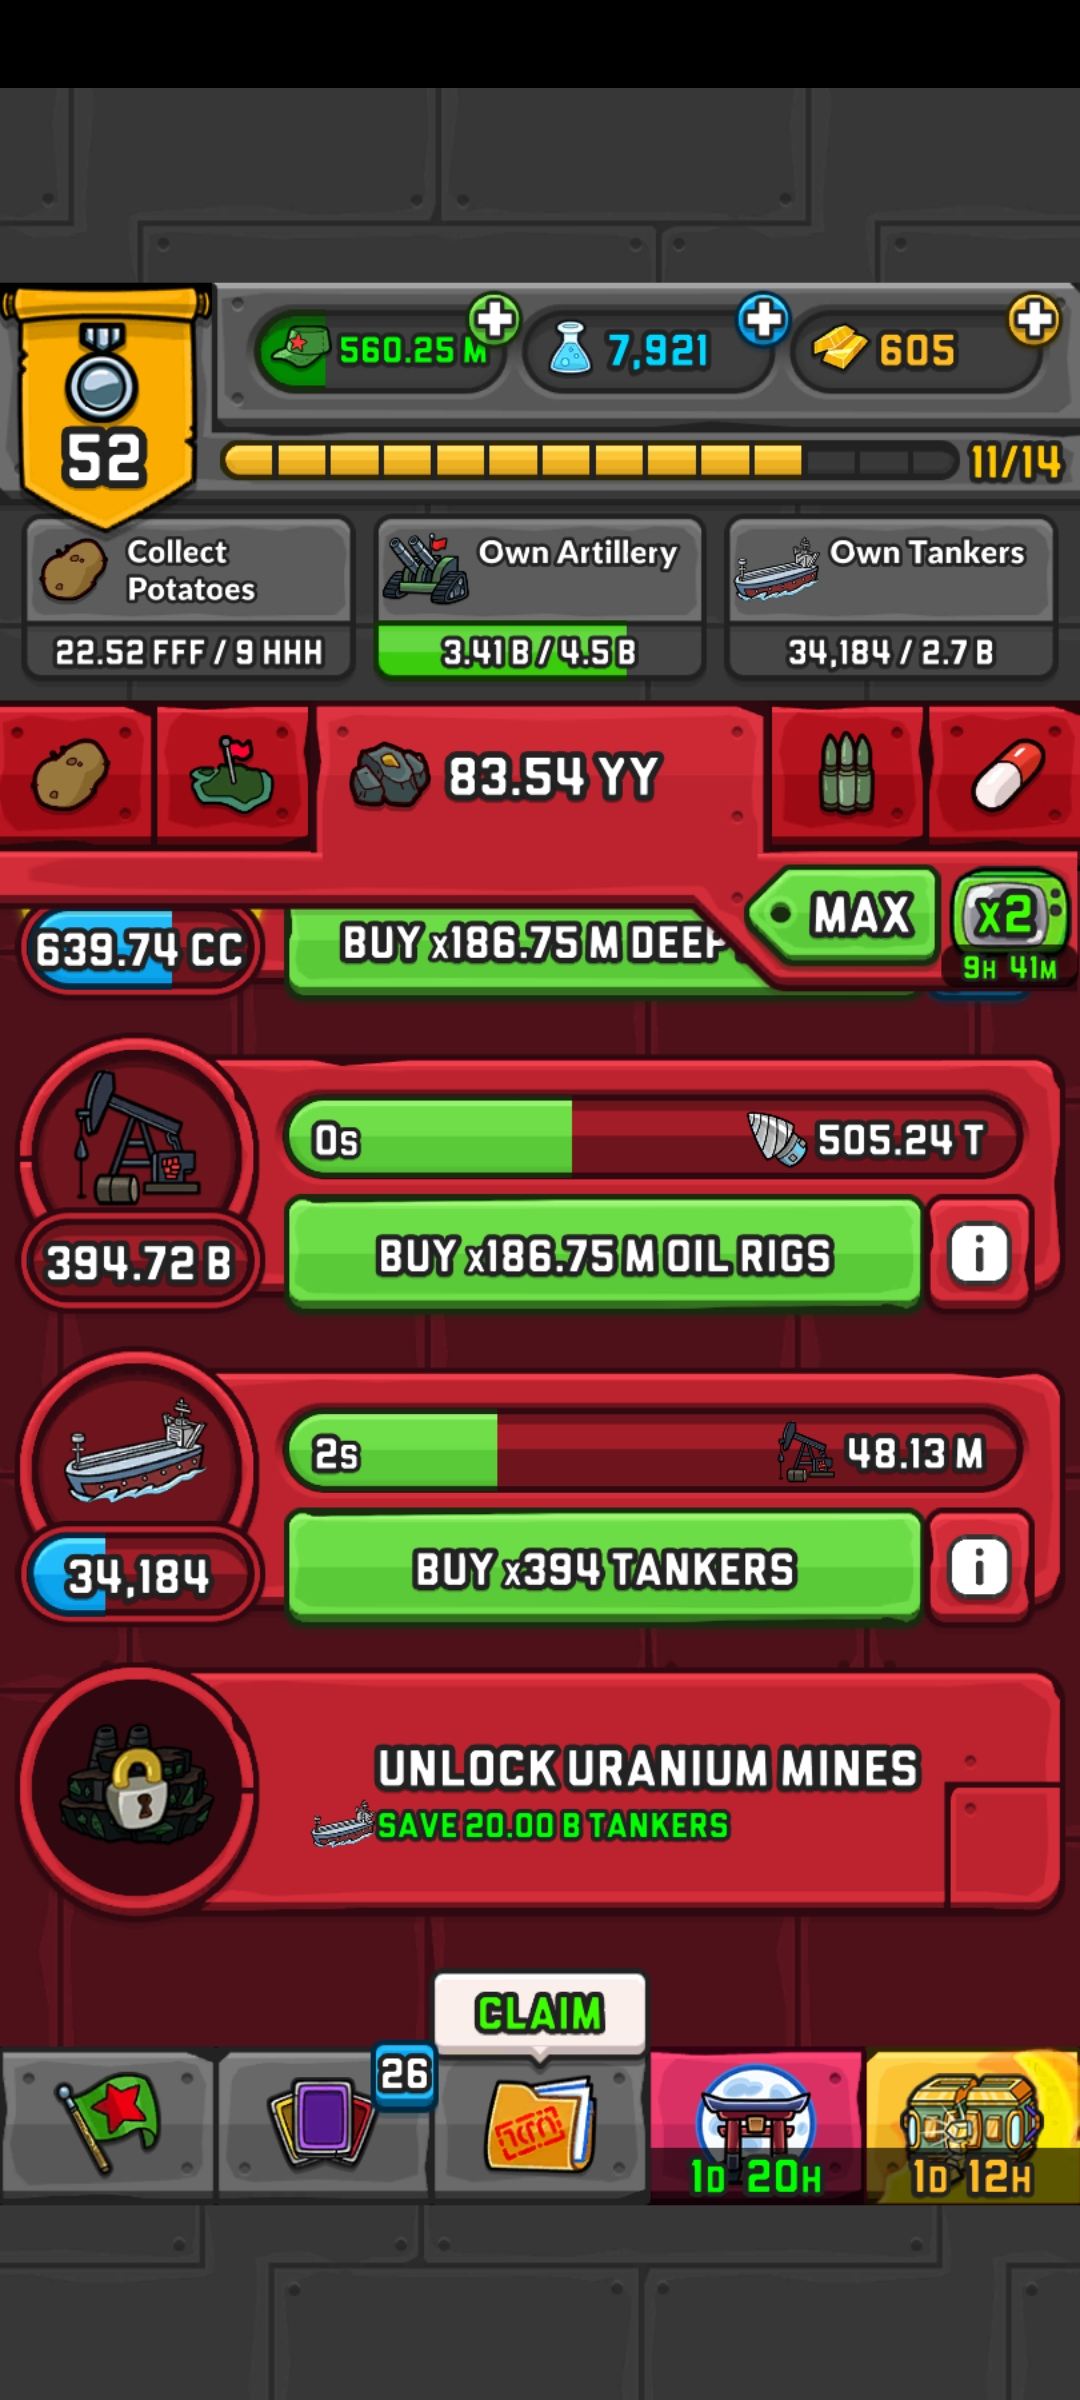 560.25 M
7,921
605
52
11/14
Collect
Potatoes
22.52 FFF / 9 HHH
Own Artillery
3.41 B / 4.5 B
Own Tankers
34,184 / 2.7 B
83.54 YY
MAX
x2
9H 41M
639.74 CC
BUY x186.75 M DEEP
0s
505.24 T
394.72 B
BUY x186.75 M OIL RIGS
i
2s
48.13 M
34,184
BUY x394 TANKERS
i
UNLOCK URANIUM MINES
SAVE 20.00 B TANKERS
CLAIM
26
1D 20H
1D 12H